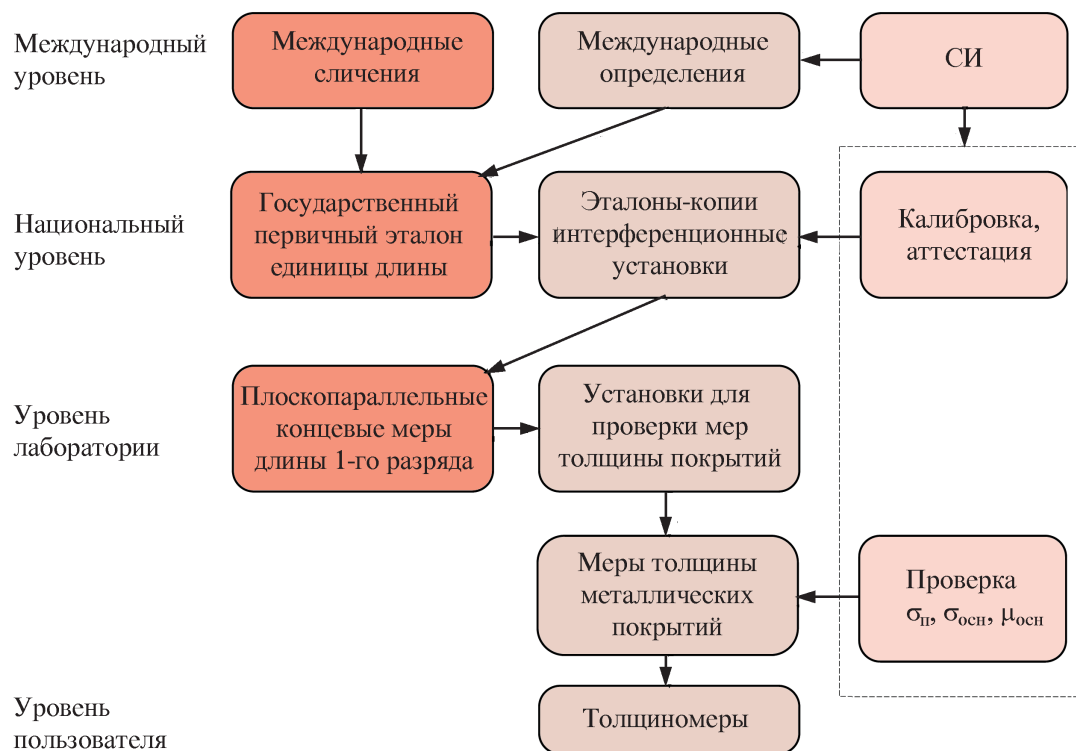 Международный
уровень
Международные
сличения
Международные
определения
СИ
Национальный
уровень
Государственный
первичный эталон
единицы длины
Эталоны-копии
интерференционные
установки
Калибровка,
аттестация
Уровень
лаборатории
Плоскопараллельные
концевые меры
длины 1-го разряда
Установки для
проверки мер
толщины покрытий
Меры толщины
металлических
покрытий
Проверка
σп, σосн, μосн
Уровень
пользователя
Толщиномеры